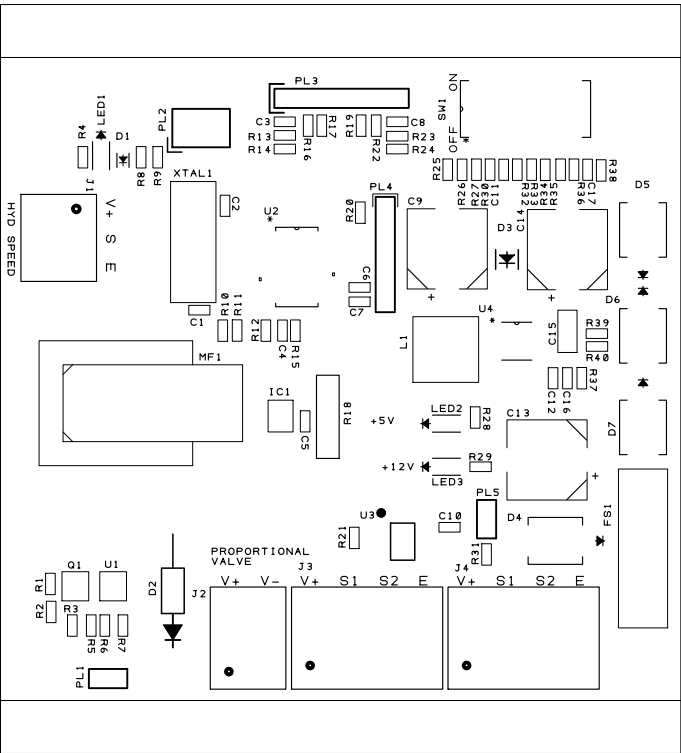 PL3
ON
SW1
OFF
*
LED1
PL2
C3
R17
R19
C8
R4
D1
R13
R16
R22
R23
R14
R24
J1
R8
R9
XTAL1
R25
R26
R27
R30
C11
R32
R33
R34
R35
R36
C17
R38
HYD SPEED
V+ S E
C2
U2
*
R20
PL4
C9
D3
C14
D5
+
+
C6
C7
D6
C1
R10
R11
R12
C4
R15
L1
U4
*
C15
R39
R40
MF1
IC1
C5
R18
+5V
LED2
R28
C12
C16
R37
C13
D7
+12V
R29
LED3
+
PL5
FS1
U3
R21
C10
D4
R31
PROPORTIONAL
VALVE
J3
J4
Q1
U1
R1
R2
R3
R5
R6
R7
D2
J2
V+ V-
V+ S1 S2 E
V+ S1 S2 E
PL1